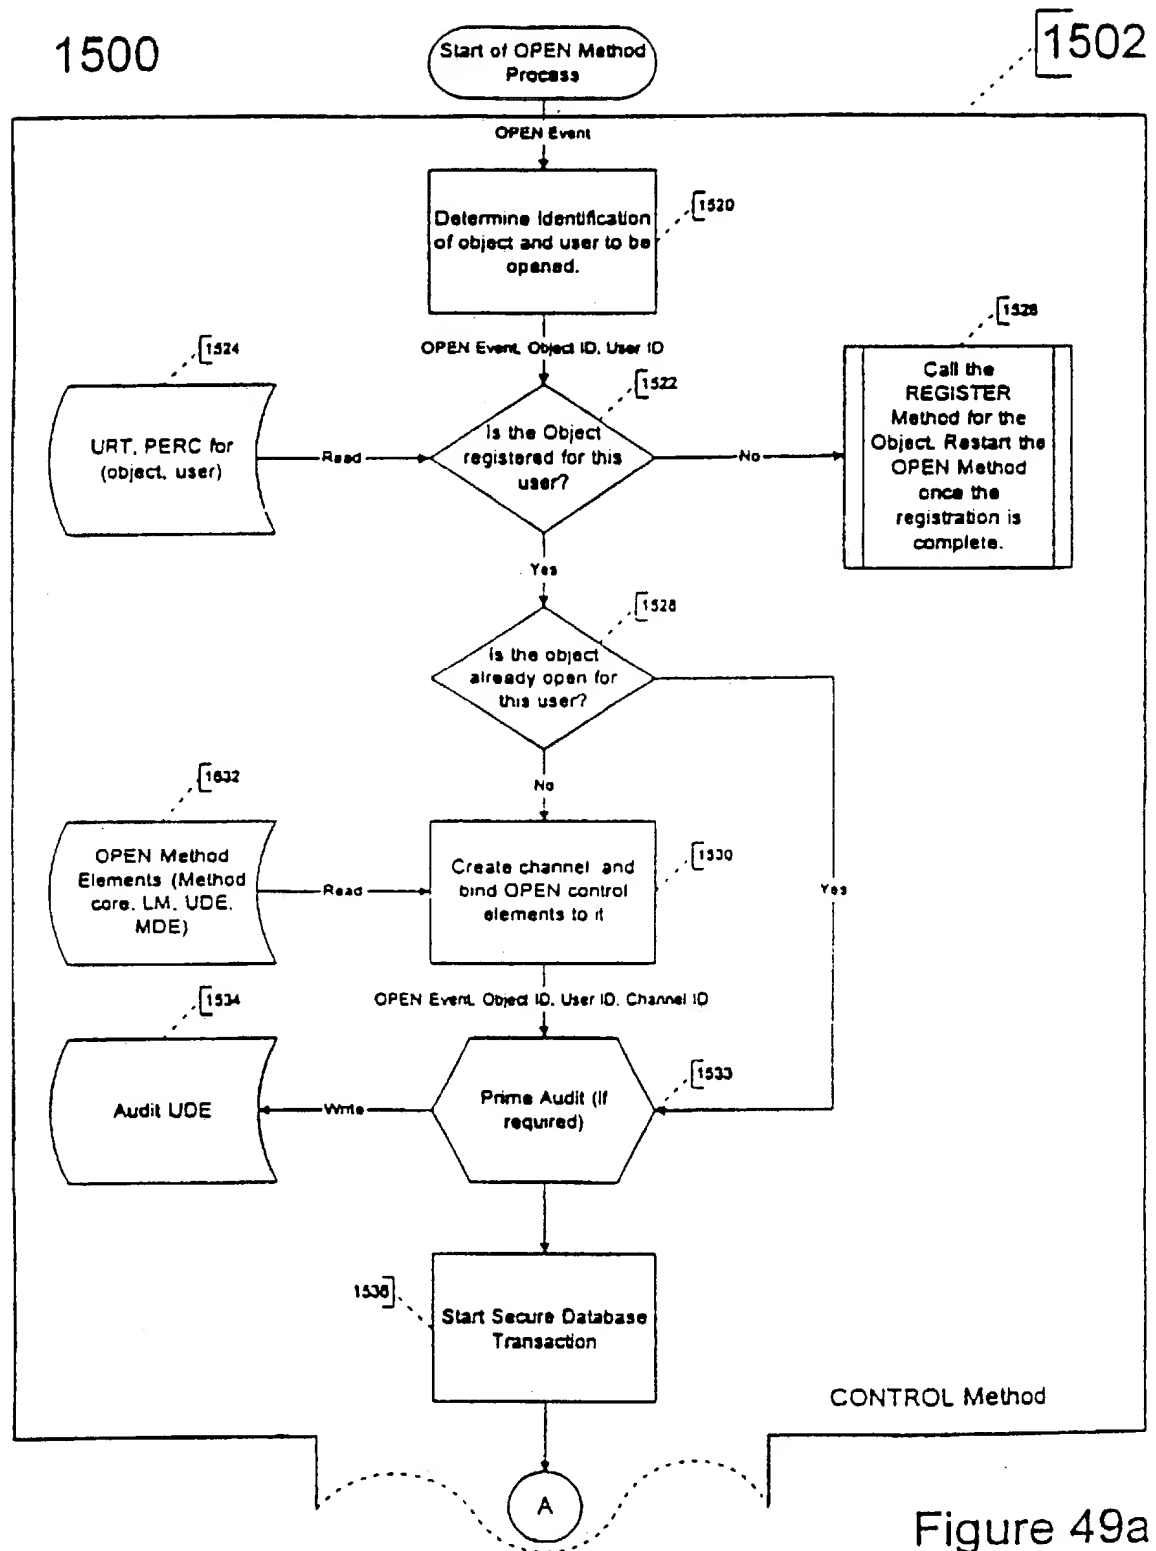 1500
Start of OPEN Method
Process
1502
OPEN Event
Determine Identification
of object and user to be
opened.
1520
OPEN Event, Object ID, User ID
1524
URT, PERC for
(object, user)
Read
1522
Is the Object
registered for this
user?
No
1526
Call the
REGISTER
Method for the
Object. Restart the
OPEN Method
once the
registration is
complete.
Yes
1528
Is the object
already open for
this user?
No
Yes
1632
OPEN Method
Elements (Method
core, LM, UDE,
MDE)
Read
Create channel and
bind OPEN control
elements to it
1530
OPEN Event, Object ID, User ID, Channel ID
1534
Audit UDE
Write
Prime Audit (if
required)
1533
1536
Start Secure Database
Transaction
CONTROL Method
A
Figure 49a